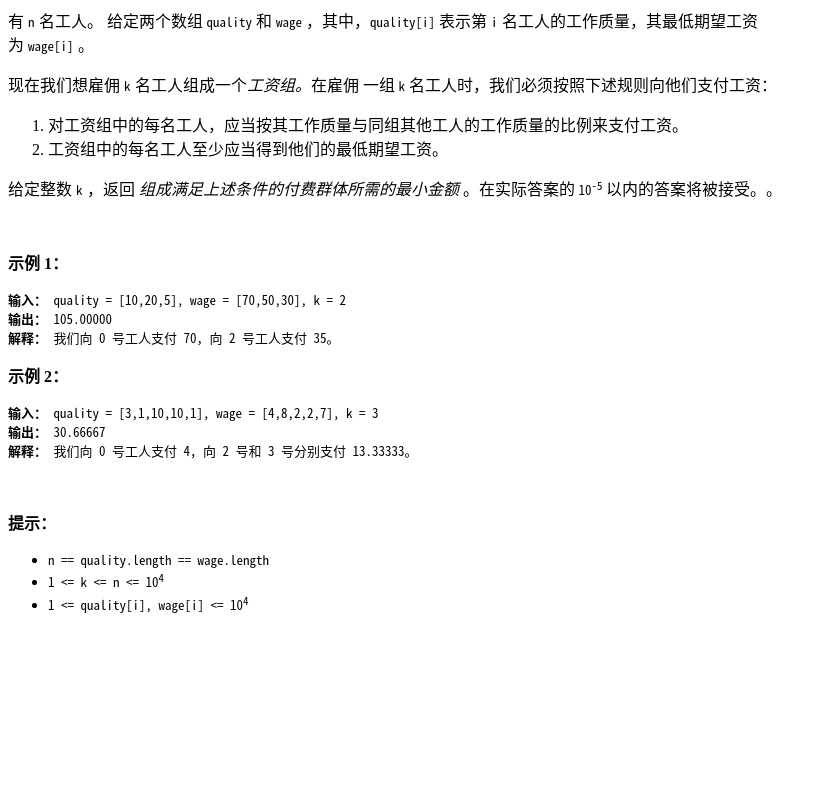 有 n 名工人。 给定两个数组 quality 和 wage ，其中，quality[i] 表示第 i 名工人的工作质量，其最低期望工资
为 wage[i] 。
现在我们想雇佣 k 名工人组成一个工资组。在雇佣 一组 k 名工人时，我们必须按照下述规则向他们支付工资：
1. 对工资组中的每名工人，应当按其工作质量与同组其他工人的工作质量的比例来支付工资。
2. 工资组中的每名工人至少应当得到他们的最低期望工资。
给定整数 k ，返回 组成满足上述条件的付费群体所需的最小金额 。在实际答案的 10⁻⁵ 以内的答案将被接受。。
示例 1：
输入： quality = [10,20,5], wage = [70,50,30], k = 2
输出： 105.00000
解释： 我们向 0 号工人支付 70，向 2 号工人支付 35。
示例 2：
输入： quality = [3,1,10,10,1], wage = [4,8,2,2,7], k = 3
输出： 30.66667
解释： 我们向 0 号工人支付 4，向 2 号和 3 号分别支付 13.33333。
提示：
• n == quality.length == wage.length
• 1 <= k <= n <= 10⁴
• 1 <= quality[i], wage[i] <= 10⁴